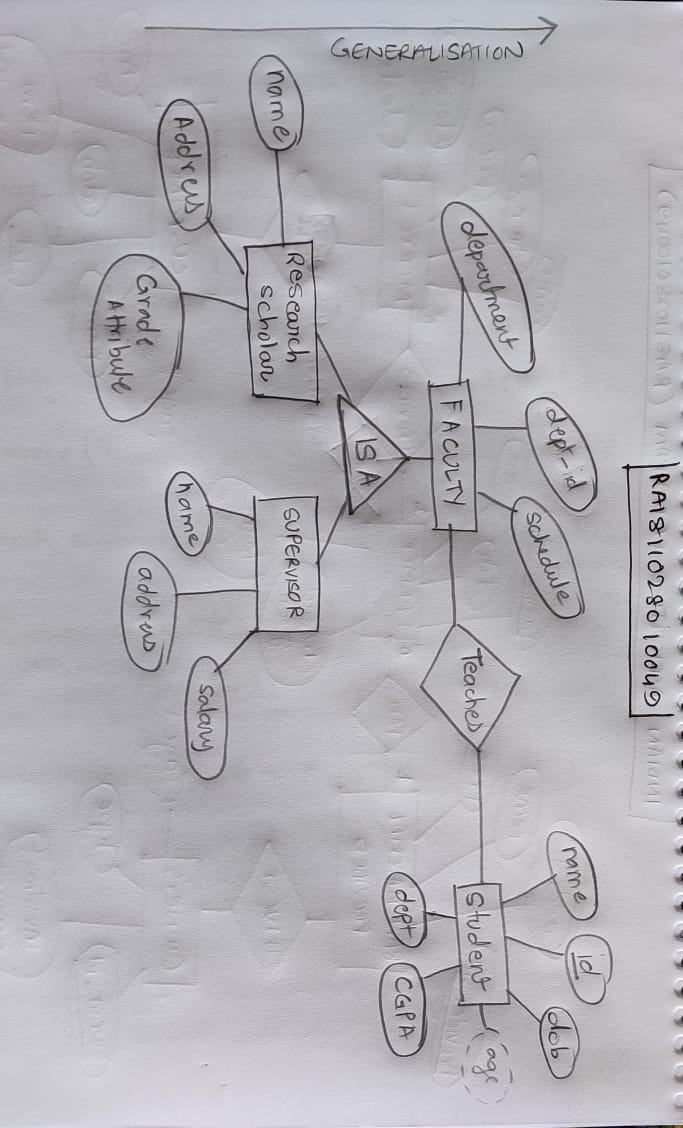 RA1811028010049
GENERALISATION
department
dept-id
schedule
FACULTY
Teaches
name
id
dob
Student
age
dept
CGPA
ISA
name
Address
Research
scholar
Grade
Attribute
SUPERVISOR
name
address
salary